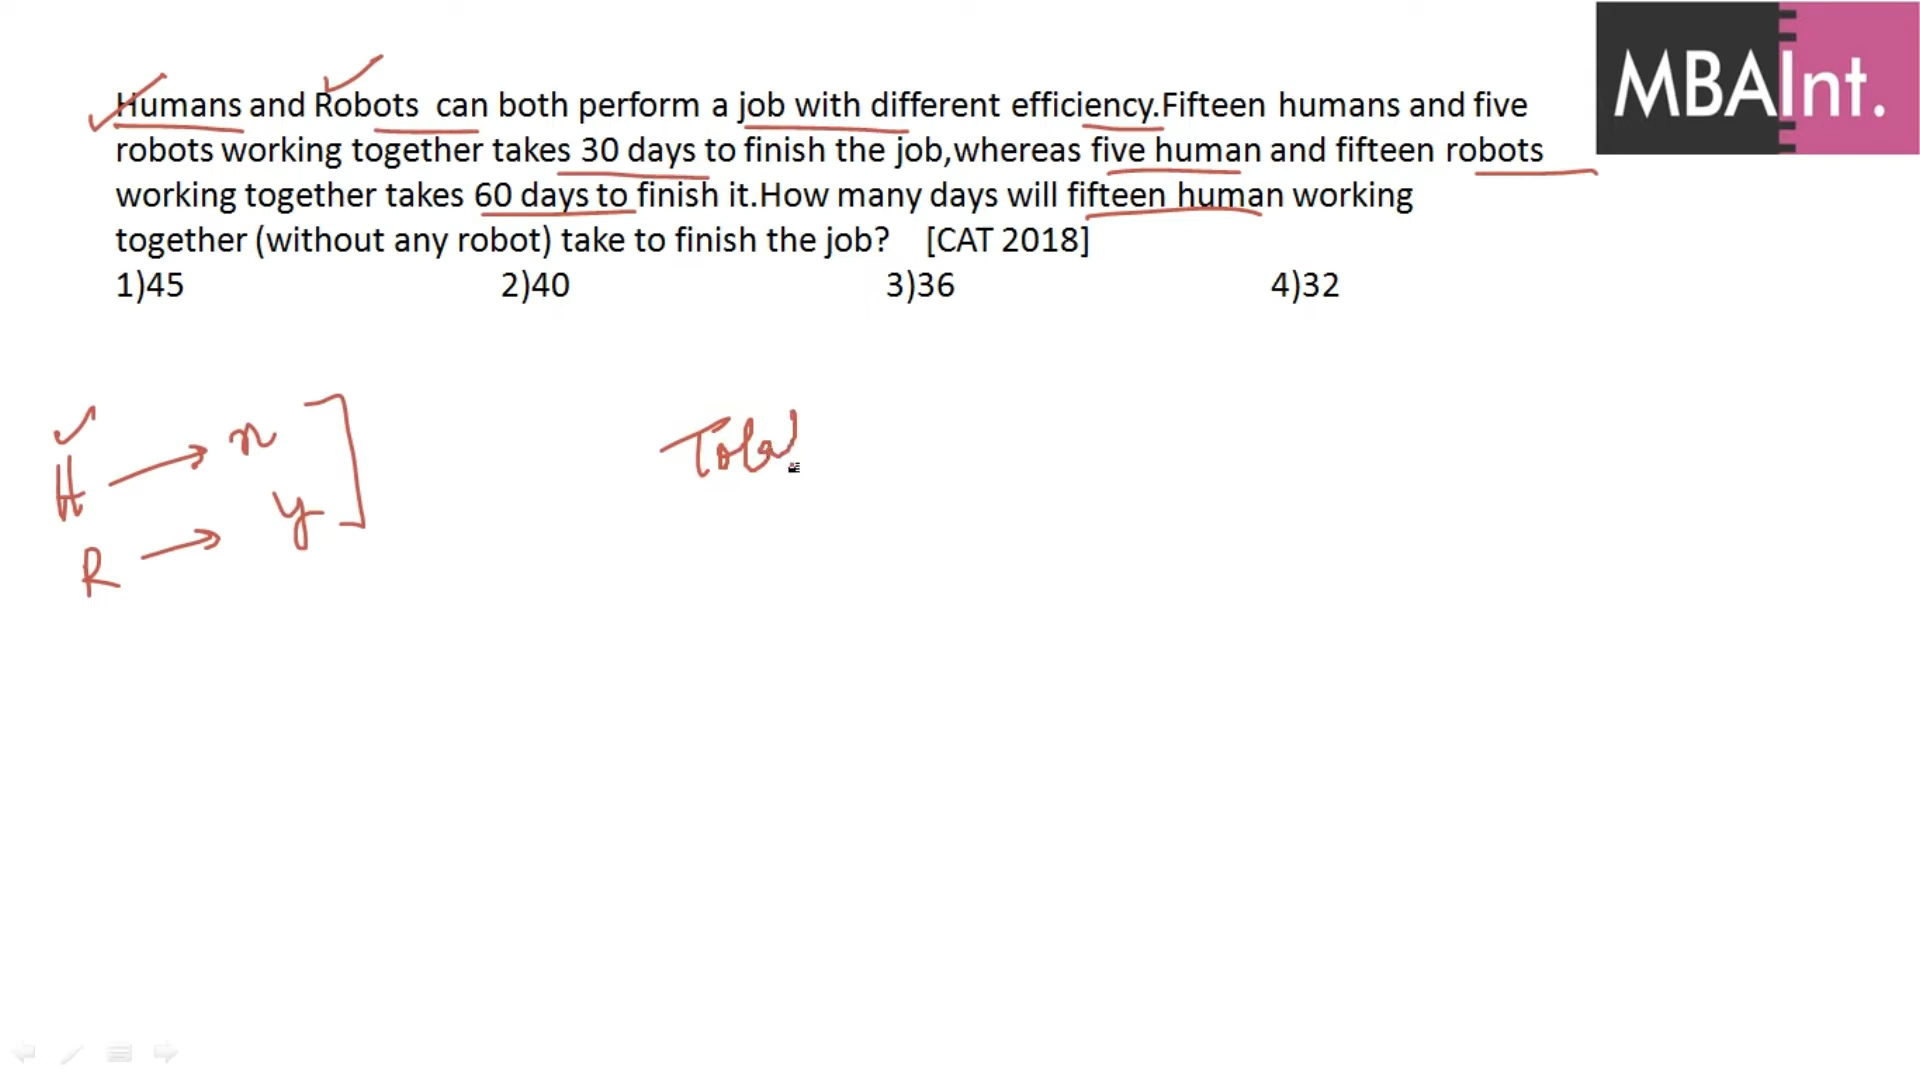 MBAInt.
Humans and Robots can both perform a job with different efficiency.Fifteen humans and five
robots working together takes 30 days to finish the job,whereas five human and fifteen robots
working together takes 60 days to finish it.How many days will fifteen human working
together (without any robot) take to finish the job? [CAT 2018]
1)45 2)40 3)36 4)32
H → x
R → y
Total